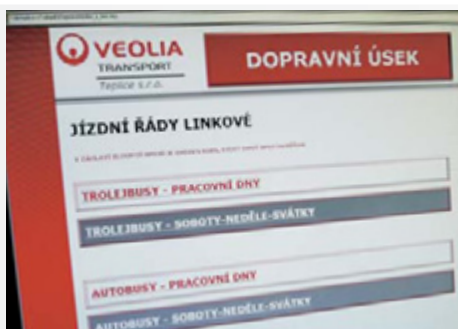 VEOLIA
TRANSPORT
Teplice s.r.o.
DOPRAVNÍ ÚSEK
JÍZDNÍ ŘÁDY LINKOVÉ
TROLEJBUSY - PRACOVNÍ DNY
TROLEJBUSY - SOBOTY-NEDĚLE-SVÁTKY
AUTOBUSY - PRACOVNÍ DNY
AUTOBUSY - SOBOTY-NEDĚLE-SVÁTKY